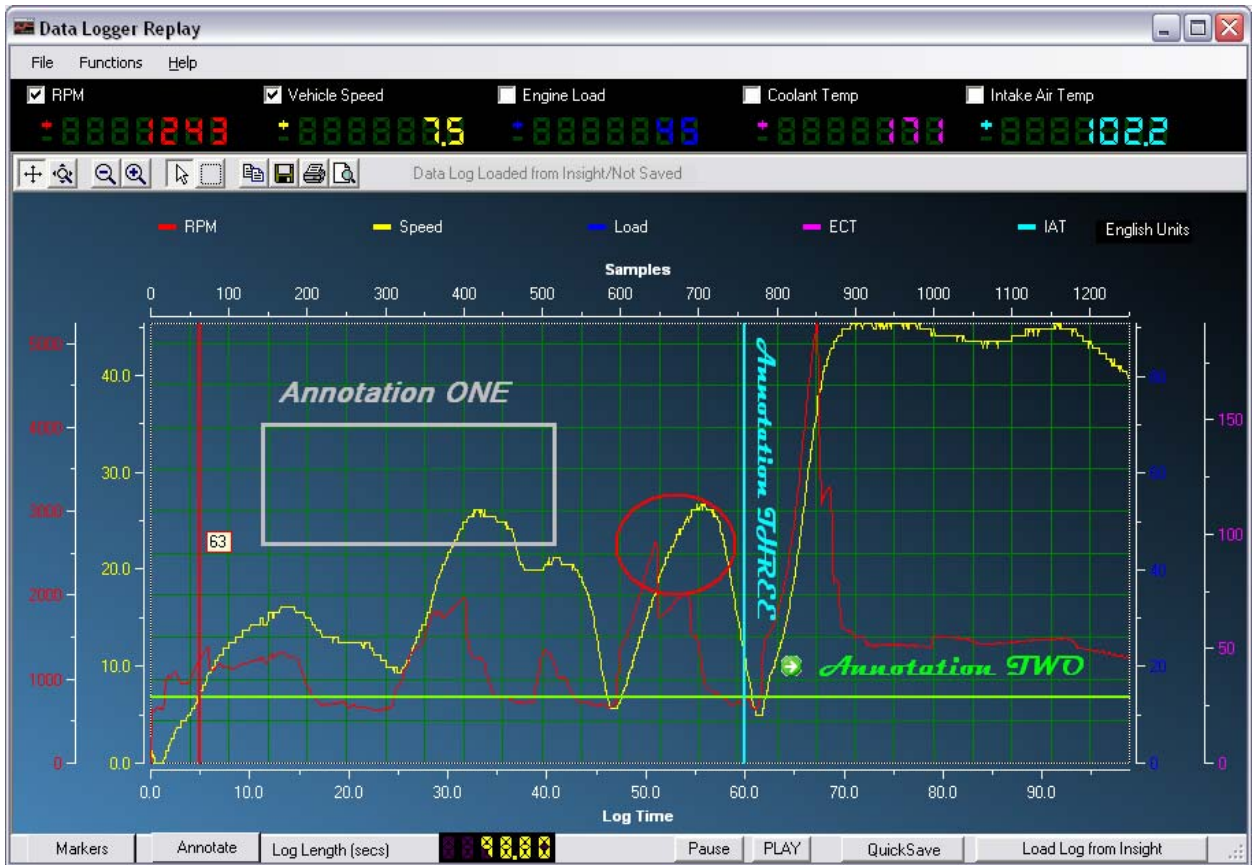 Data Logger Replay
File Functions Help
RPM Vehicle Speed Engine Load Coolant Temp Intake Air Temp
1243 7.5 45 171 102.2
Data Log Loaded from Insight/Not Saved
RPM Speed Load ECT IAT English Units
Samples
0 100 200 300 400 500 600 700 800 900 1000 1100 1200
5000
40.0
80
Annotation ONE
Annotation THREE
4000
150
30.0
60
3000
63
100
20.0
40
2000
50
10.0
20
Annotation TWO
1000
0 0.0 0 0
0.0 10.0 20.0 30.0 40.0 50.0 60.0 70.0 80.0 90.0
Log Time
Markers Annotate Log Length (secs) 98.80 Pause PLAY QuickSave Load Log from Insight